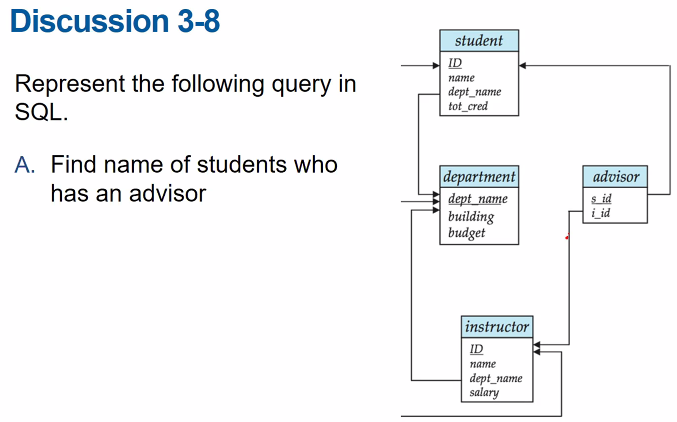 Discussion 3-8
Represent the following query in
SQL.
A. Find name of students who
has an advisor
student
ID
name
dept_name
tot_cred
department
dept_name
building
budget
advisor
s_id
i_id
instructor
ID
name
dept_name
salary